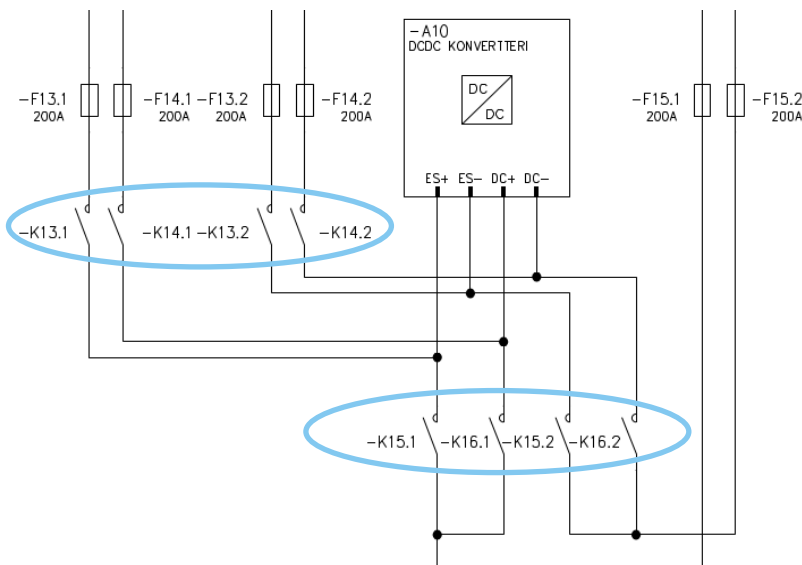 -A10
DCDC KONVERTTERI
DC
DC
-F13.1
200A
-F14.1
200A
-F13.2
200A
-F14.2
200A
-F15.1
200A
-F15.2
200A
ES+ ES- DC+ DC-
-K13.1 -K14.1 -K13.2 -K14.2
-K15.1 -K16.1 -K15.2 -K16.2